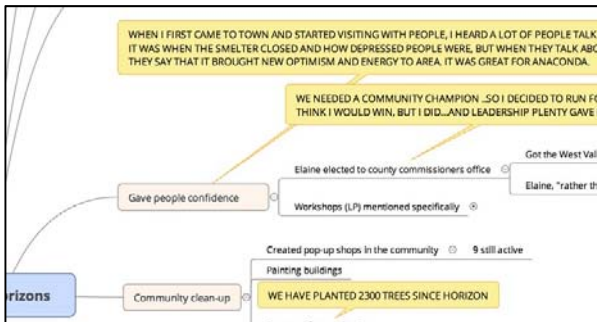 WHEN I FIRST CAME TO TOWN AND STARTED VISITING WITH PEOPLE, I HEARD A LOT OF PEOPLE TALK
IT WAS WHEN THE SMELTER CLOSED AND HOW DEPRESSED PEOPLE WERE, BUT WHEN THEY TALK ABO
THEY SAY THAT IT BROUGHT NEW OPTIMISM AND ENERGY TO AREA. IT WAS GREAT FOR ANACONDA.
WE NEEDED A COMMUNITY CHAMPION ..SO I DECIDED TO RUN FO
THINK I WOULD WIN, BUT I DID...AND LEADERSHIP PLENTY GAVE
Got the West Val
Elaine elected to county commissioners office
Elaine, "rather th
Gave people confidence
Workshops (LP) mentioned specifically
Created pop-up shops in the community 9 still active
Painting buildings
rizons
Community clean-up
WE HAVE PLANTED 2300 TREES SINCE HORIZON